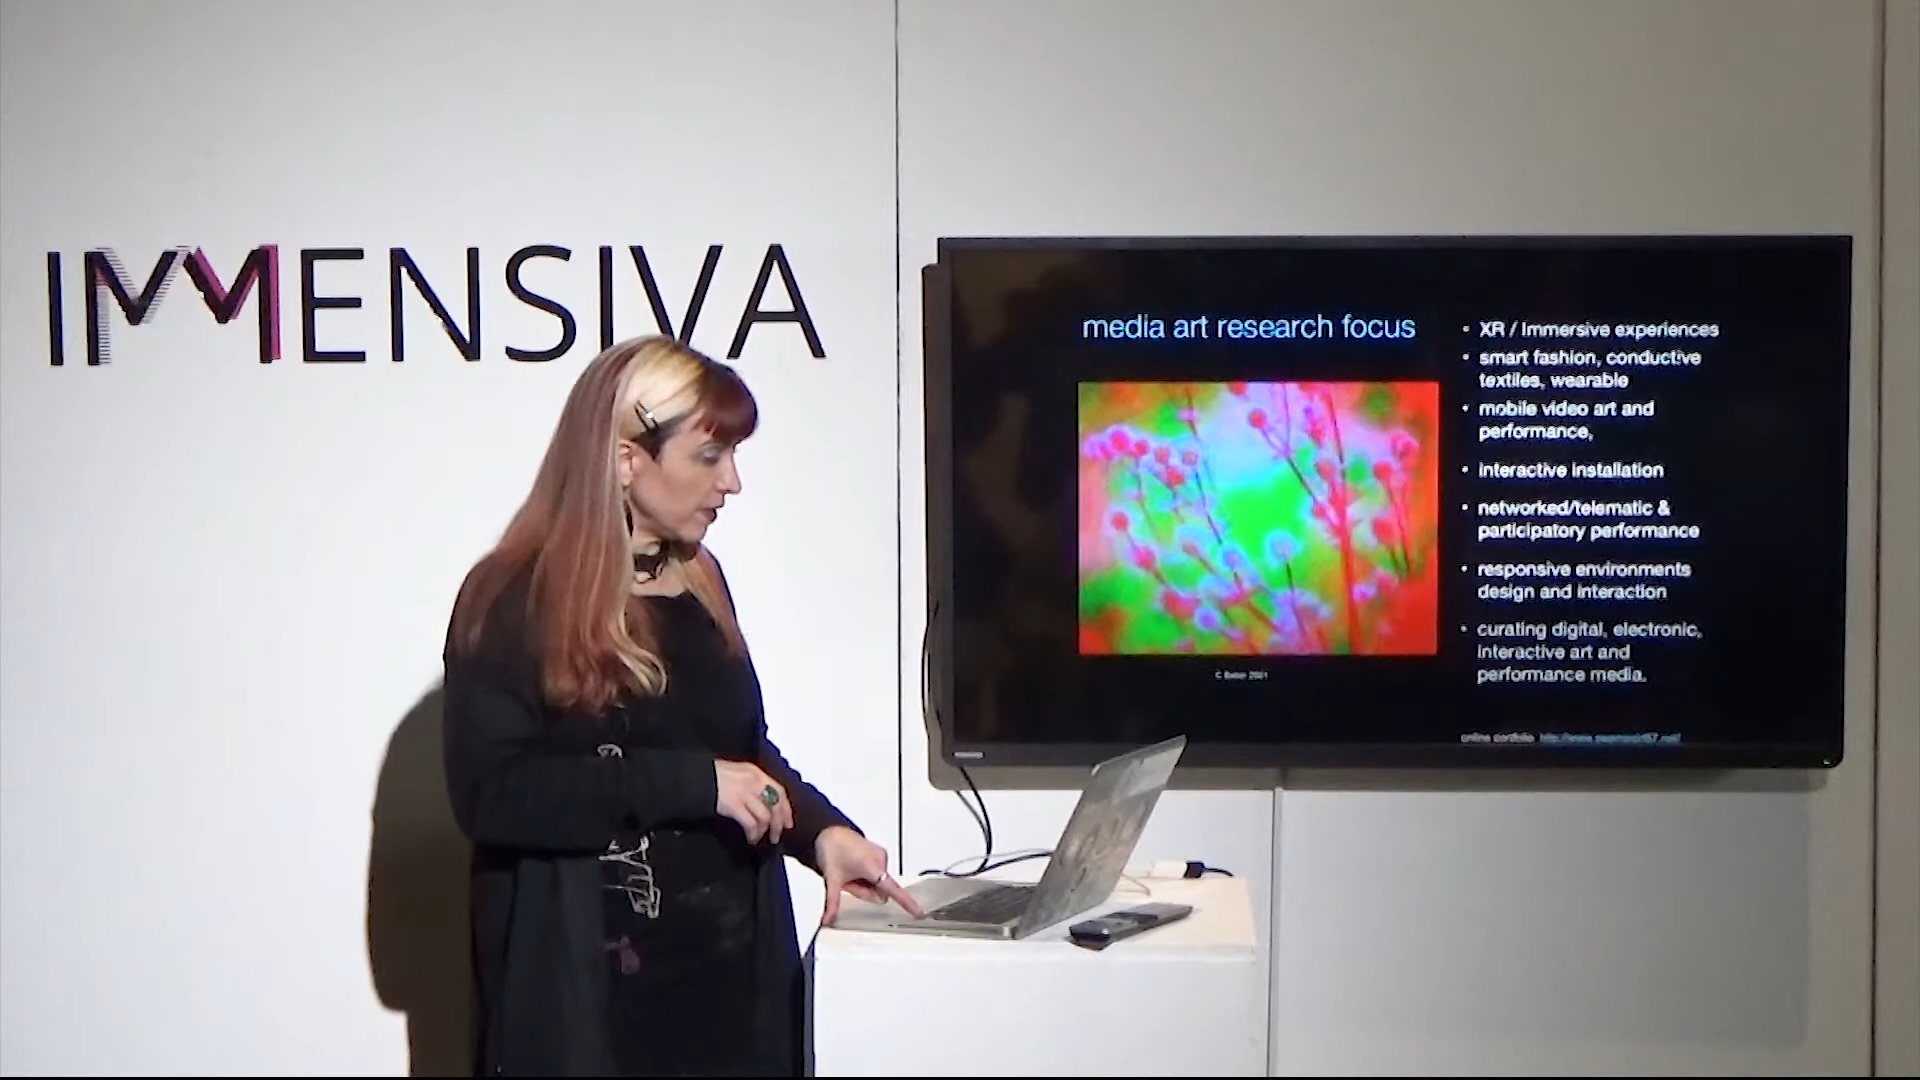 IMMENSIVA
media art research focus
• XR / Immersive experiences
• smart fashion, conductive
textiles, wearable
• mobile video art and
performance,
• interactive installation
• networked/telematic &
participatory performance
• responsive environments
design and interaction
• curating digital, electronic,
interactive art and
performance media.
online portfolio